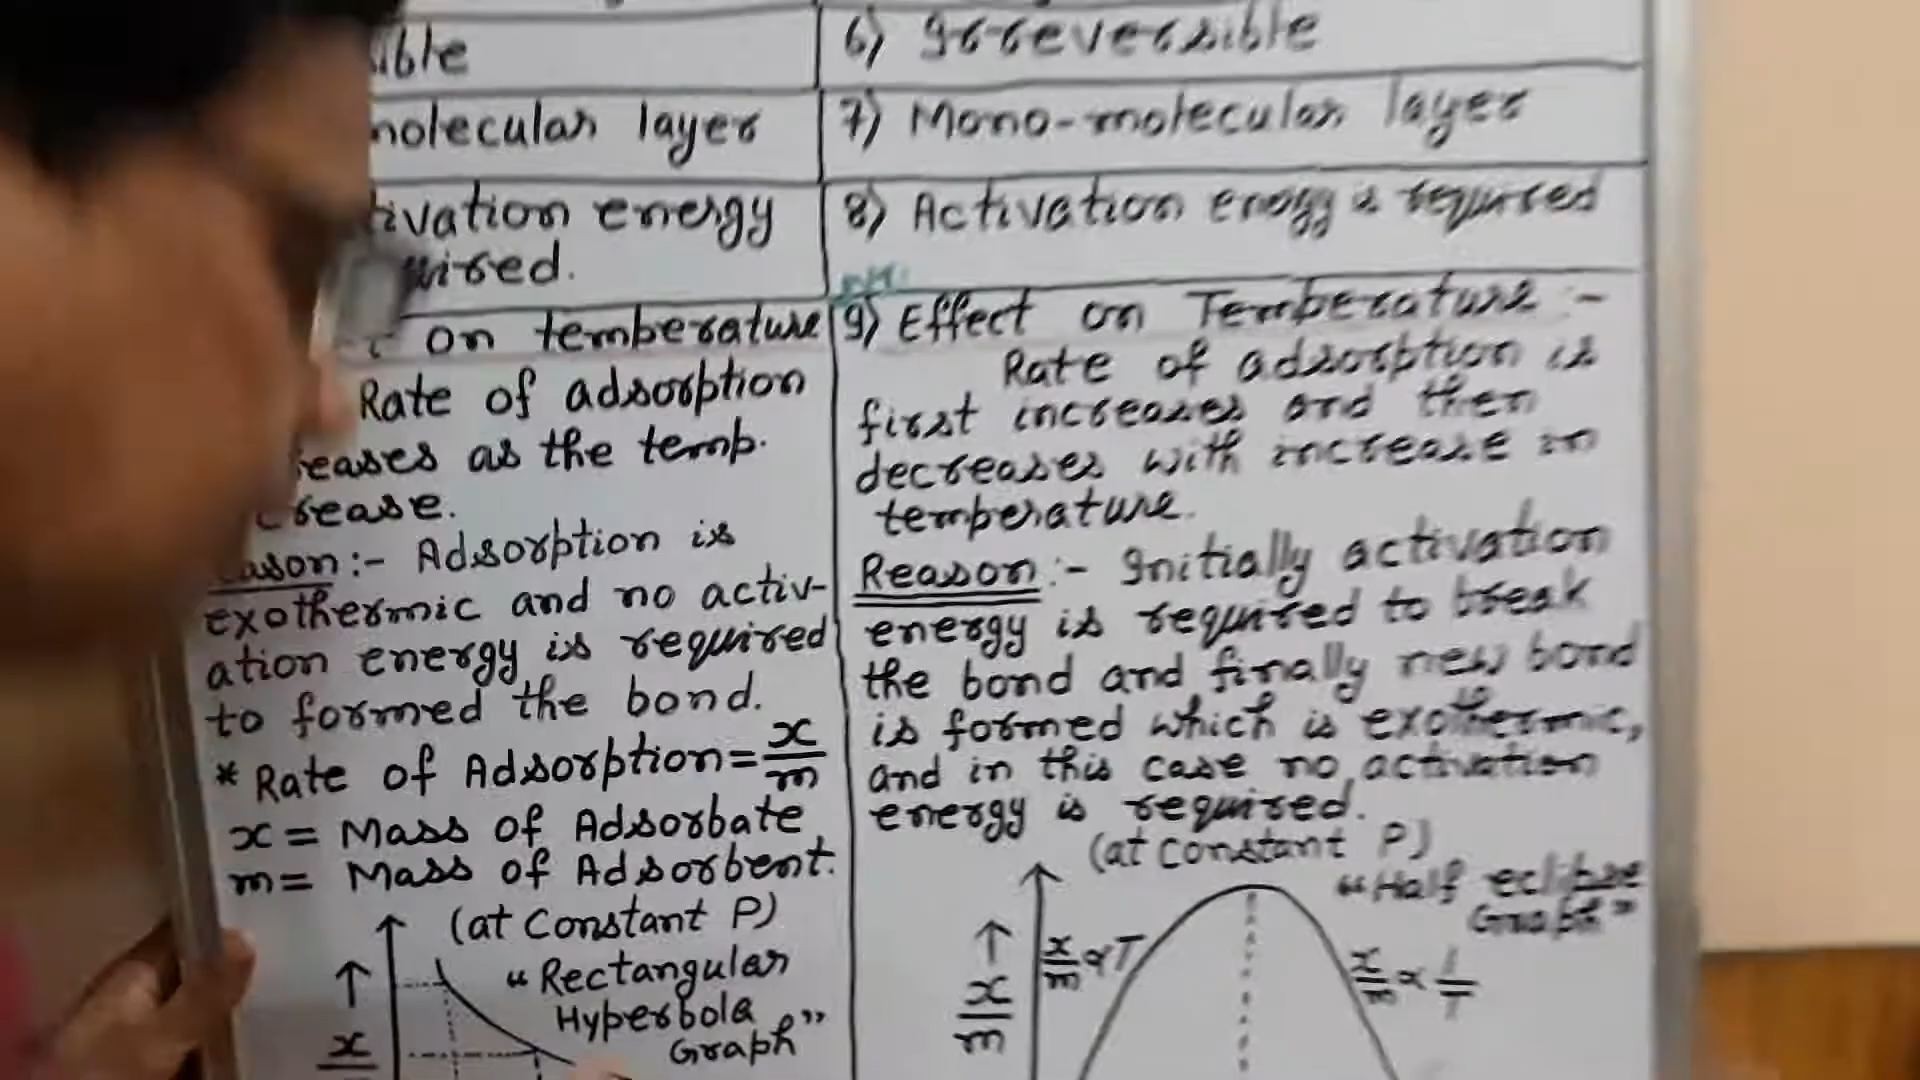 ible
6) Irreversible
molecular layer
7) Mono-molecular layer
tivation energy
uired.
8) Activation energy is required
on temperature
Rate of adsorption
reases as the temp.
crease.
ason :- Adsorption is
exothermic and no activ-
ation energy is required
to formed the bond.
* Rate of Adsorption = x/m
x = Mass of Adsorbate
m = Mass of Adsorbent.
(at Constant P)
"Rectangular
Hyperbola
Graph"
↑
x
9) Effect on Temperature :-
Rate of adsorption is
first increases and then
decreases with increase in
temperature.
Reason :- Initially activation
energy is required to break
the bond and finally new bond
is formed which is exothermic,
and in this case no activation
energy is required.
(at constant P)
"Half eclipse
Graph"
↑
x/m
x/m ∝ T
x/m ∝ 1/T